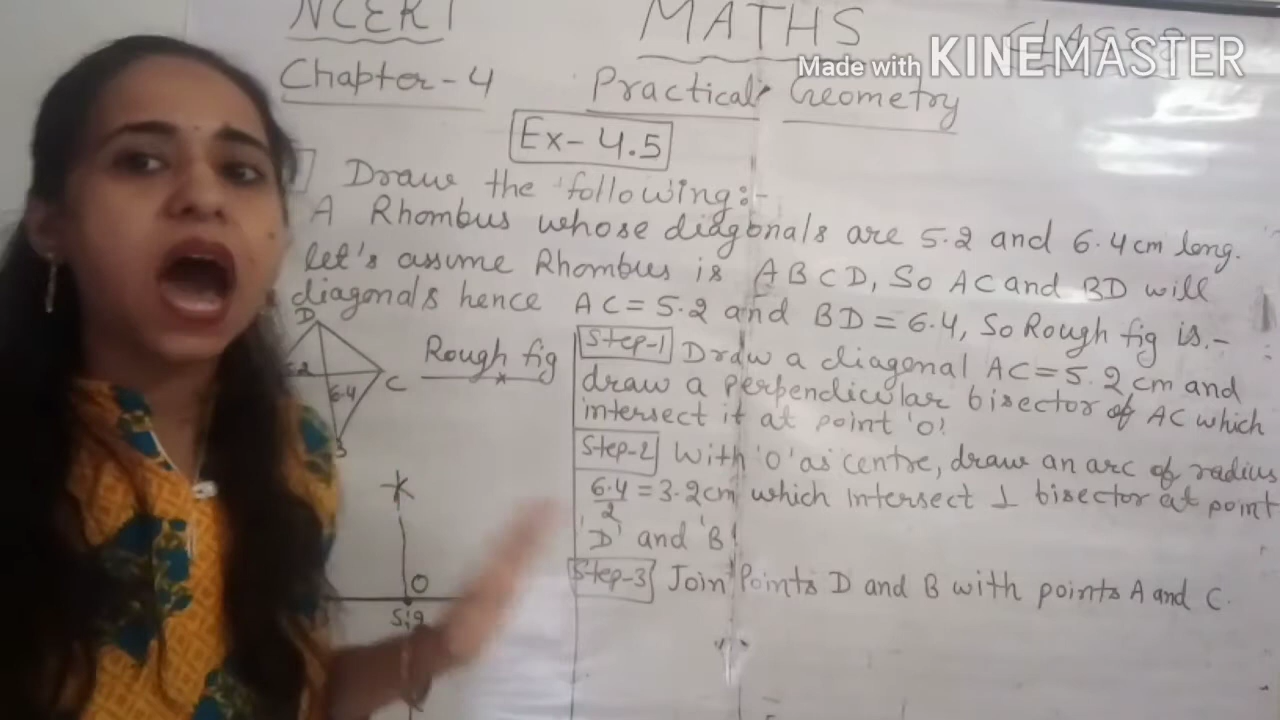 NCERT MATHS CLASS 8
Made with KINEMASTER
Chapter-4 Practical Geometry
Ex-4.5
Draw the following:-
A Rhombus whose diagonals are 5.2 and 6.4 cm long.
let's assume Rhombus is ABCD, So AC and BD will
diagonals hence AC=5.2 and BD=6.4, So Rough fig is.-
D
Rough fig
6.4
C
B
Step-1 Draw a diagonal AC=5.2cm and
draw a perpendicular bisector of AC which
intersect it at point 'O'.
Step-2 With 'O' as centre, draw an arc of radius
6.4/2 = 3.2cm which intersect ⊥ bisector at point
'D' and 'B'.
Step-3 Join Points D and B with points A and C.
O